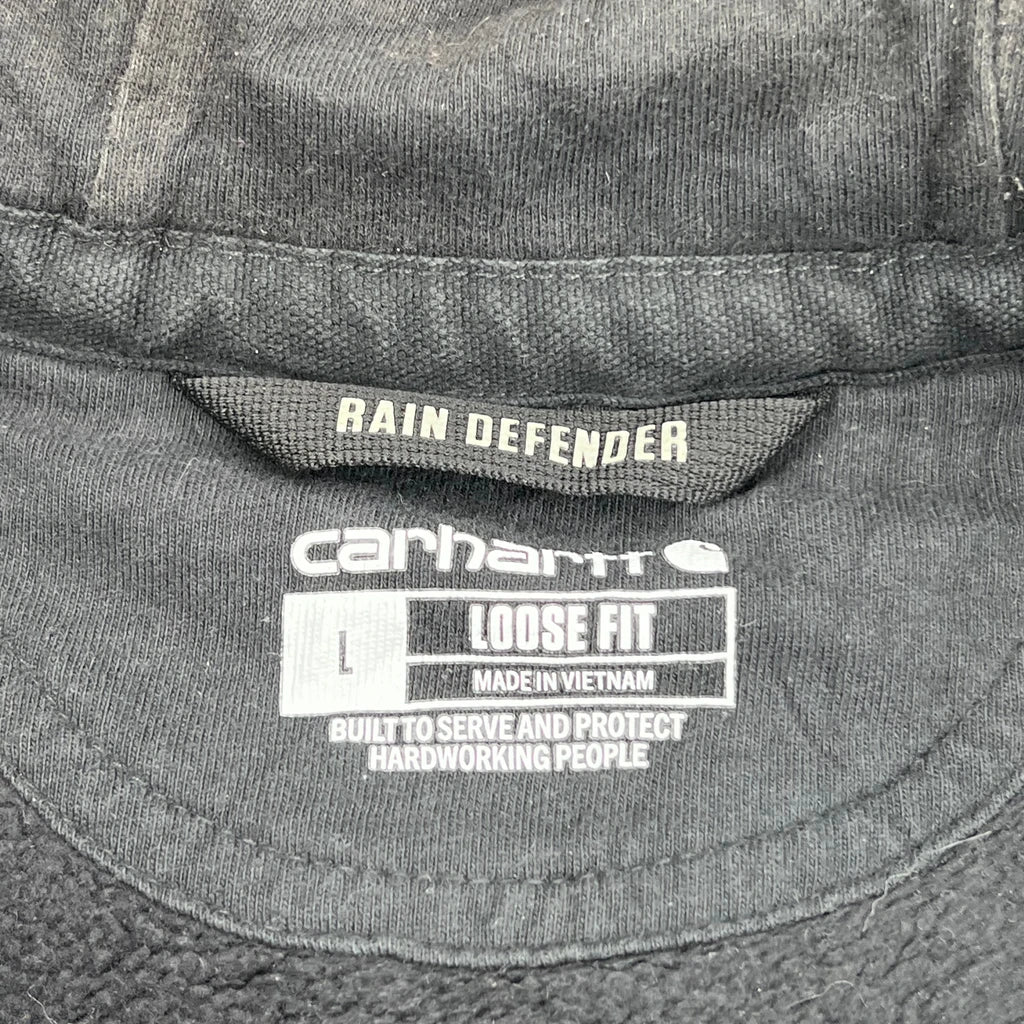 RAIN DEFENDER
carhartt
L
LOOSE FIT
MADE IN VIETNAM
BUILT TO SERVE AND PROTECT
HARDWORKING PEOPLE